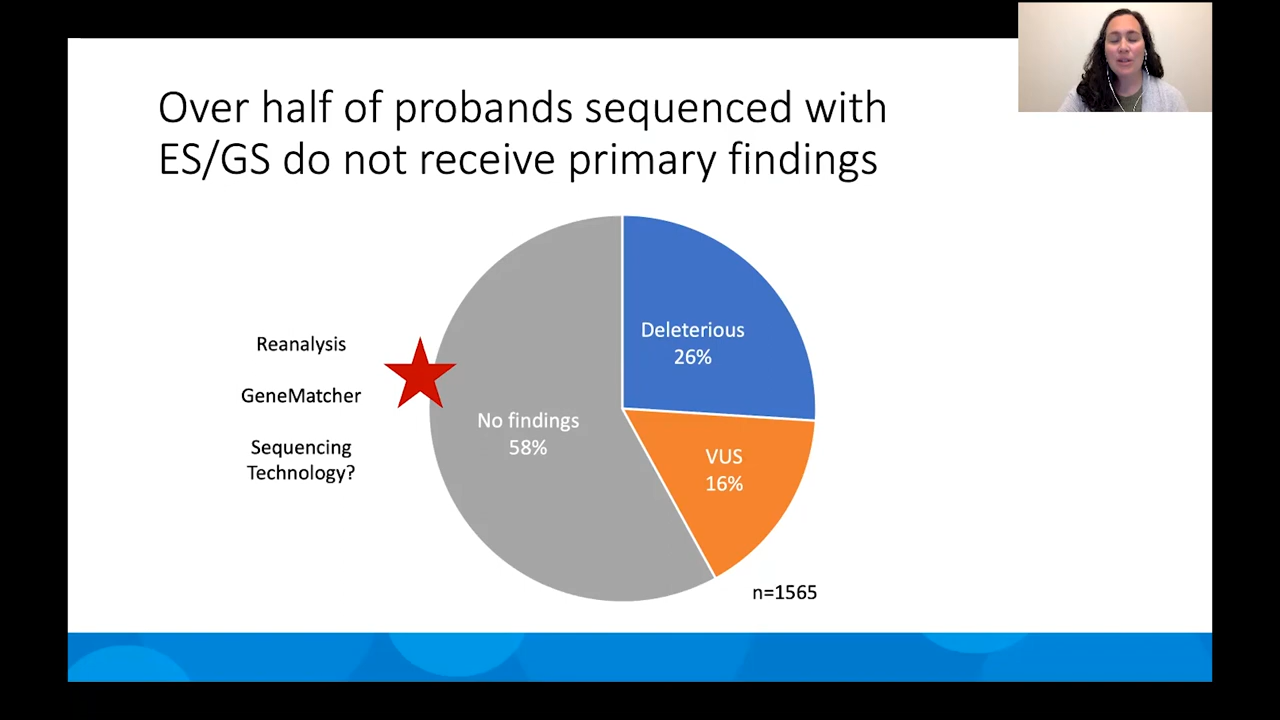 Over half of probands sequenced with
ES/GS do not receive primary findings
Reanalysis
GeneMatcher
Sequencing
Technology?
No findings
58%
Deleterious
26%
VUS
16%
n=1565